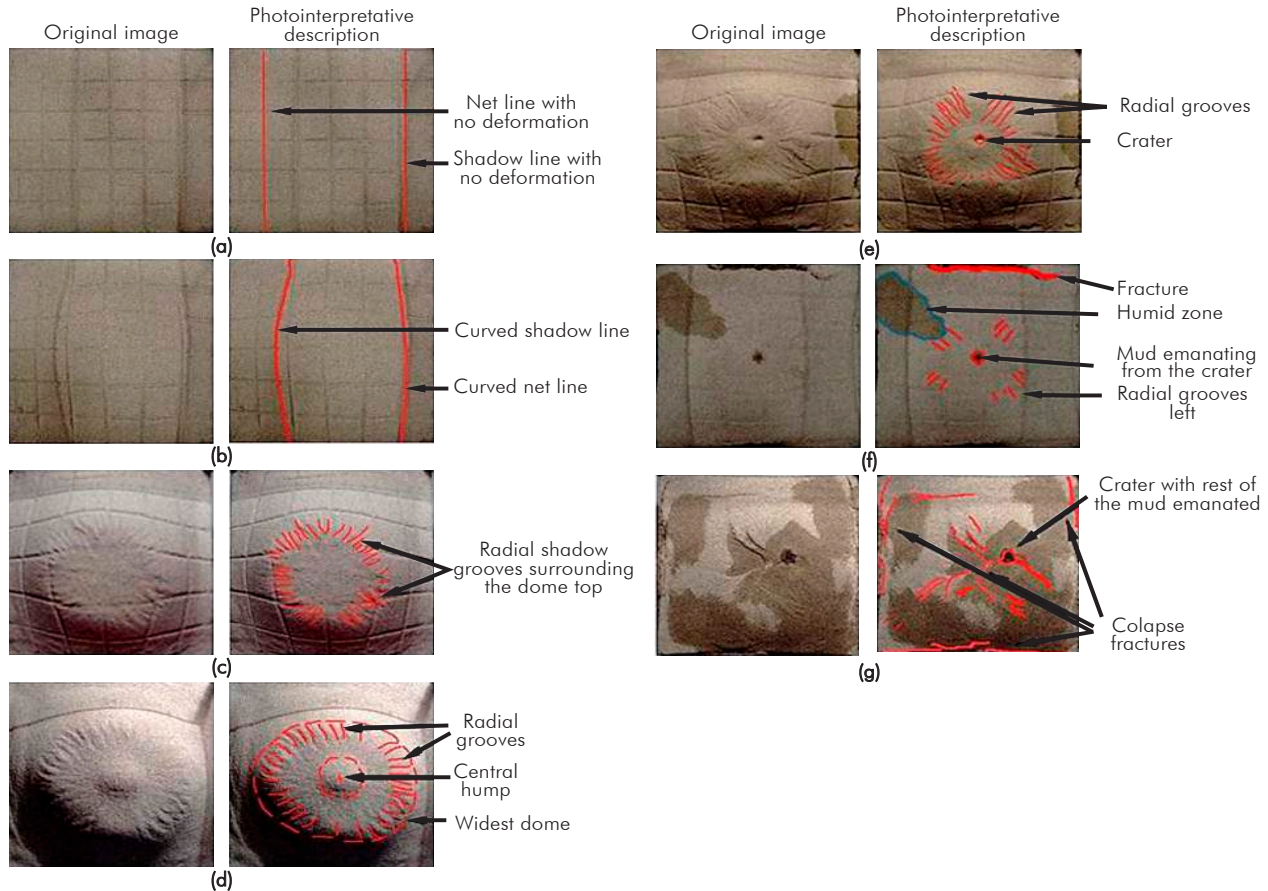 Original image
Photointerpretative
description
Net line with
no deformation
Shadow line with
no deformation
(a)
Curved shadow line
Curved net line
(b)
Radial shadow
grooves surrounding
the dome top
(c)
Radial
grooves
Central
hump
Widest dome
(d)
Original image
Photointerpretative
description
Radial grooves
Crater
(e)
Fracture
Humid zone
Mud emanating
from the crater
Radial grooves
left
(f)
Crater with rest of
the mud emanated
Colapse
fractures
(g)